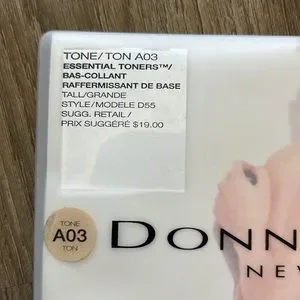 TONE/TON A03
ESSENTIAL TONERS™/
BAS-COLLANT
RAFFERMISSANT DE BASE
TALL/GRANDE
STYLE/MODELE D55
SUGG. RETAIL/
PRIX SUGGÉRÉ $19.00
TONE
A03
TON
DONN
NEW